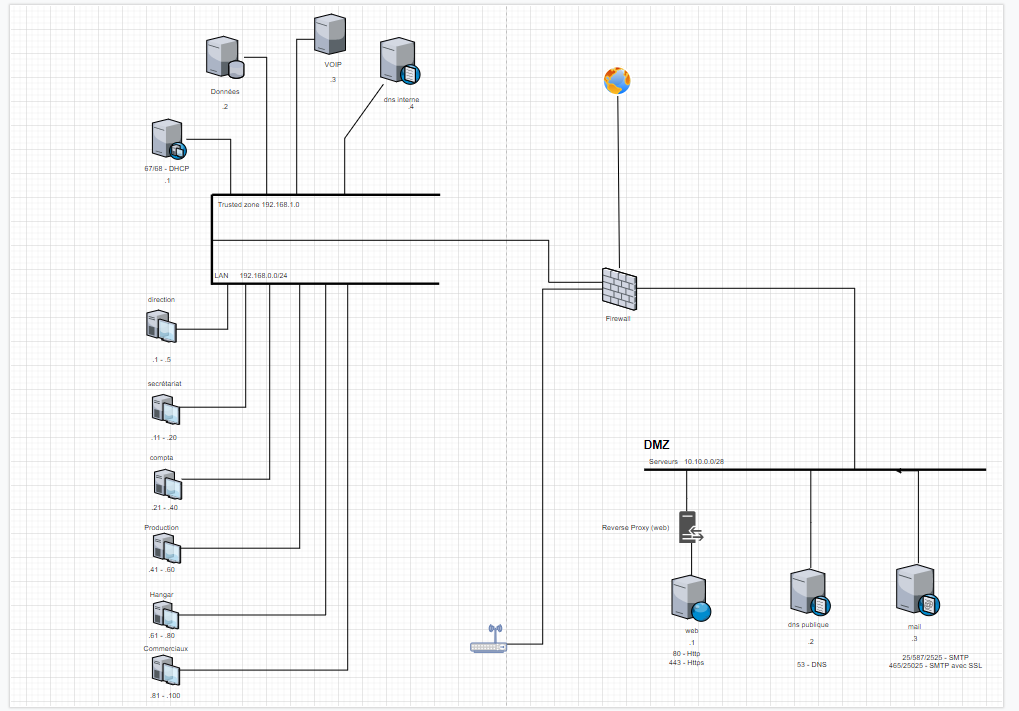 VOIP
.3
Données
.2
dns interne
.4
67/68 - DHCP
.1
Trusted zone 192.168.1.0
LAN 192.168.0.0/24
direction
.1 - .5
secrétariat
.11 - .20
compta
.21 - .40
Production
.41 - .60
Hangar
.61 - .80
Commerciaux
.81 - .100
Firewall
DMZ
Serveurs 10.10.0.0/28
Reverse Proxy (web)
web
.1
80 - Http
443 - Https
dns publique
.2
53 - DNS
mail
.3
25/587/2525 - SMTP
465/25025 - SMTP avec SSL